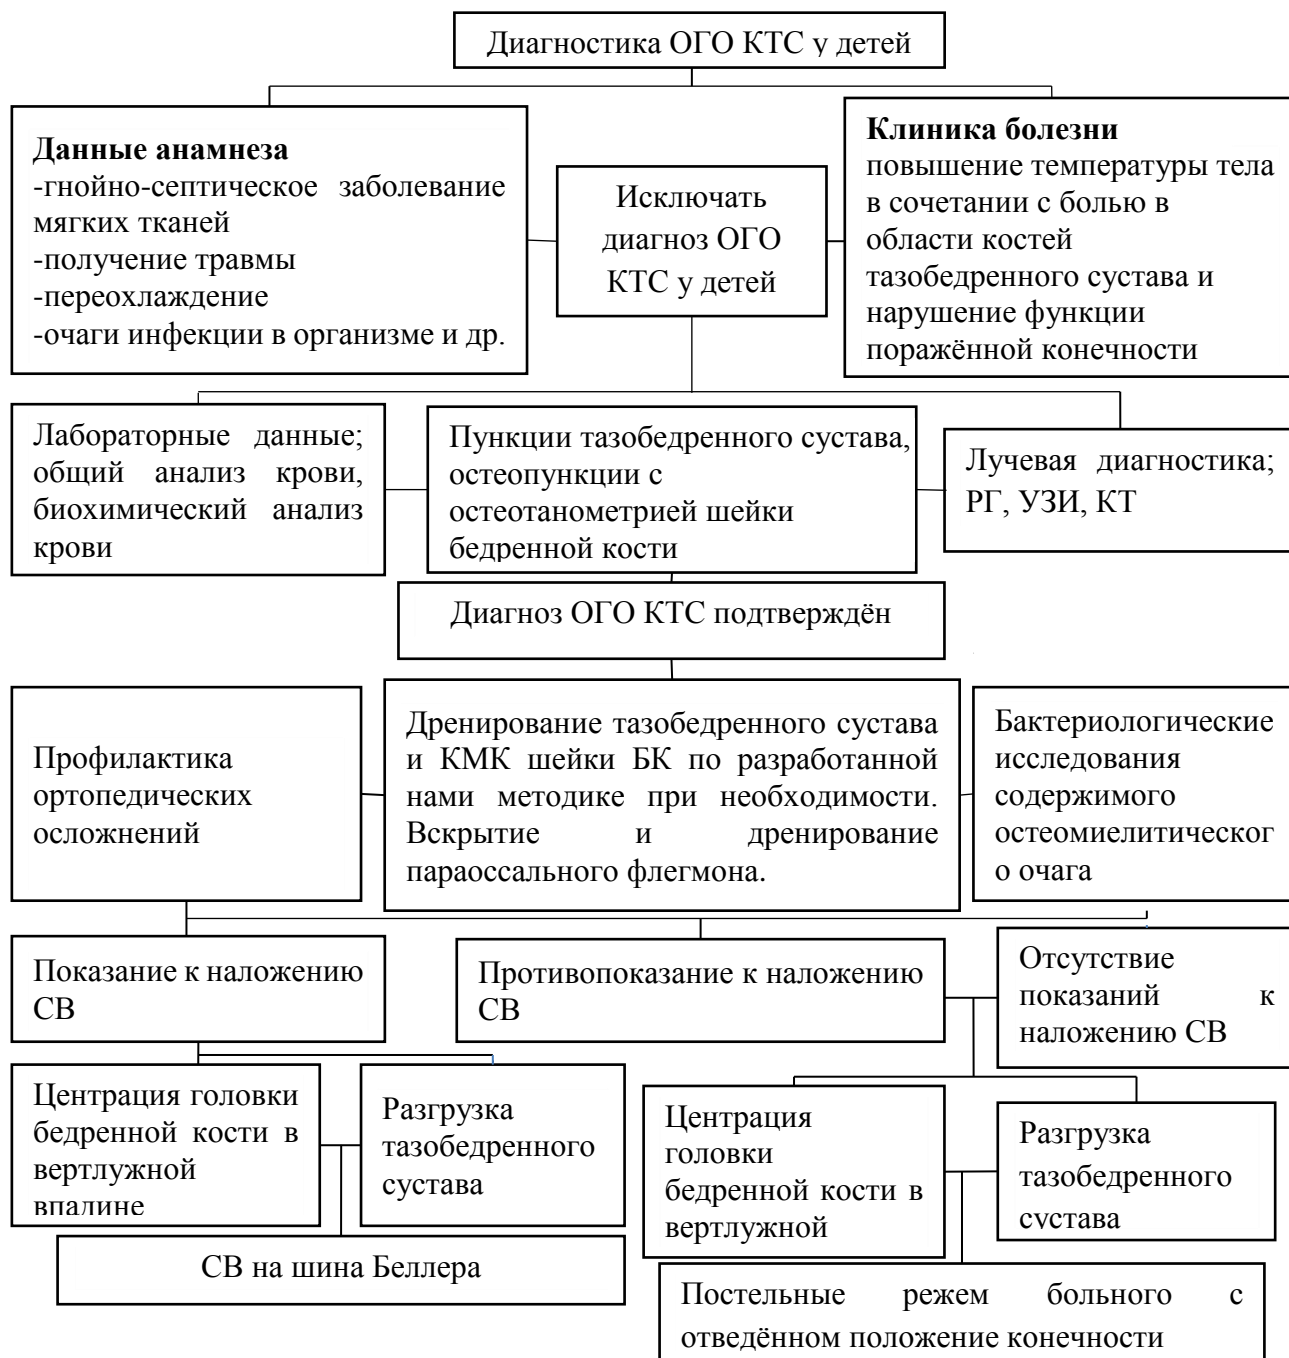 Диагностика ОГО КТС у детей
Данные анамнеза
-гнойно-септическое заболевание
мягких тканей
-получение травмы
-переохлаждение
-очаги инфекции в организме и др.
Исключать
диагноз ОГО
КТС у детей
Клиника болезни
повышение температуры тела
в сочетании с болью в
области костей
тазобедренного сустава и
нарушение функции
поражённой конечности
Лабораторные данные;
общий анализ крови,
биохимический анализ
крови
Пункции тазобедренного сустава,
остеопункции с
остеотанометрией шейки
бедренной кости
Лучевая диагностика;
РГ, УЗИ, КТ
Диагноз ОГО КТС подтверждён
Профилактика
ортопедических
осложнений
Дренирование тазобедренного сустава
и КМК шейки БК по разработанной
нами методике при необходимости.
Вскрытие и дренирование
параоссального флегмона.
Бактериологические
исследования
содержимого
остеомиелитическог
о очага
Показание к наложению
СВ
Противопоказание к наложению
СВ
Отсутствие
показаний к
наложению СВ
Центрация головки
бедренной кости в
вертлужной
впадине
Разгрузка
тазобедренного
сустава
Центрация
головки
бедренной кости в
вертлужной
Разгрузка
тазобедренного
сустава
СВ на шина Беллера
Постельные режем больного с
отведённом положение конечности